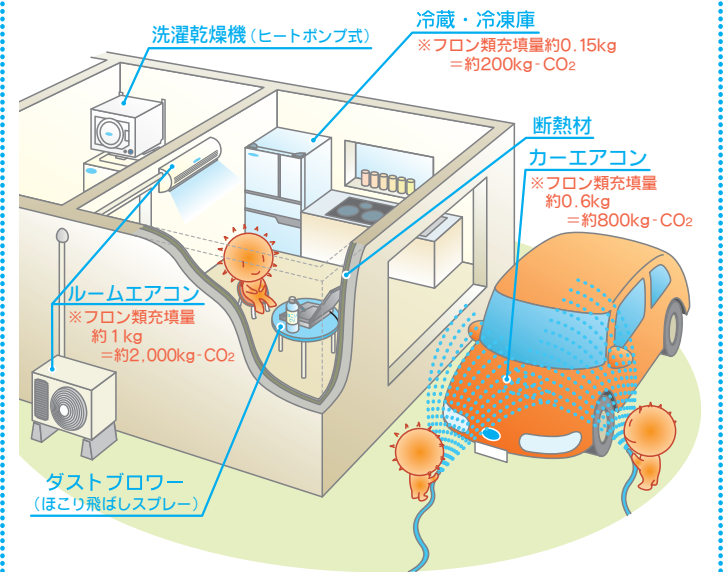 洗濯乾燥機（ヒートポンプ式）
冷蔵・冷凍庫
※フロン類充填量約0.15kg
＝約200kg-CO₂
断熱材
カーエアコン
※フロン類充填量
約0.6kg
＝約800kg-CO₂
ルームエアコン
※フロン類充填量
約1kg
＝約2,000kg-CO₂
ダストブロワー
（ほこり飛ばしスプレー）